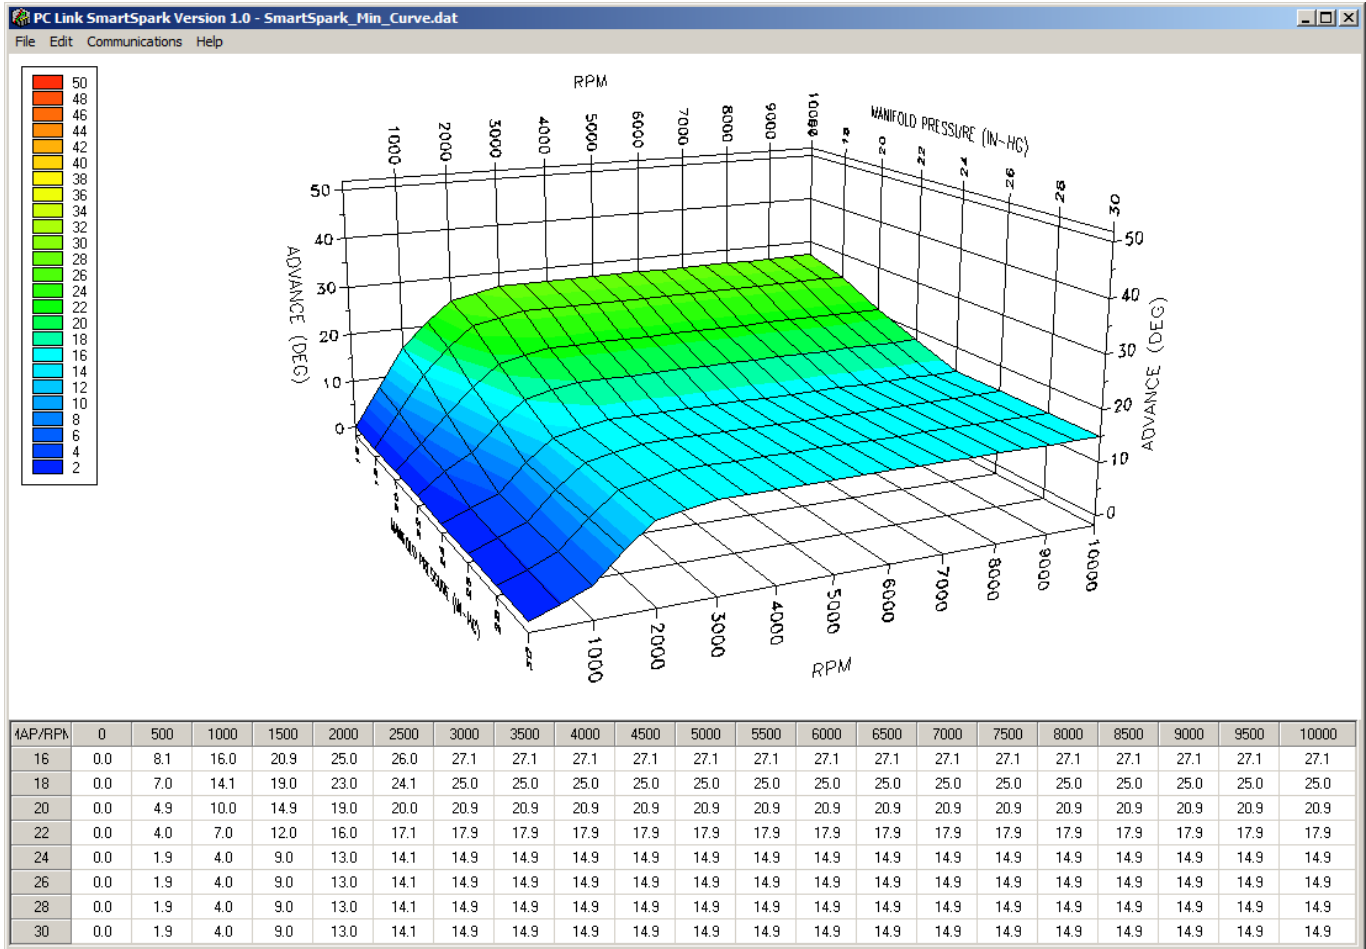 PC Link SmartSpark Version 1.0 - SmartSpark_Min_Curve.dat
File Edit Communications Help
50
48
46
44
42
40
38
36
34
32
30
28
26
24
22
20
18
16
14
12
10
8
6
4
2
RPM
1000 2000 3000 4000 5000 6000 7000 8000 9000
MANIFOLD PRESSURE (IN-HG)
18 20 22 24 26 28 30
ADVANCE (DEG)
50
40
30
20
10
0
ADVANCE (DEG)
50
40
30
20
10
0
MANIFOLD PRESSURE (IN-HG)
1000 2000 3000 4000 5000 6000 7000 8000 9000 10000
RPM
MAP/RPM 0 500 1000 1500 2000 2500 3000 3500 4000 4500 5000 5500 6000 6500 7000 7500 8000 8500 9000 9500 10000
16 0.0 8.1 16.0 20.9 25.0 26.0 27.1 27.1 27.1 27.1 27.1 27.1 27.1 27.1 27.1 27.1 27.1 27.1 27.1 27.1 27.1
18 0.0 7.0 14.1 19.0 23.0 24.1 25.0 25.0 25.0 25.0 25.0 25.0 25.0 25.0 25.0 25.0 25.0 25.0 25.0 25.0 25.0
20 0.0 4.9 10.0 14.9 19.0 20.0 20.9 20.9 20.9 20.9 20.9 20.9 20.9 20.9 20.9 20.9 20.9 20.9 20.9 20.9 20.9
22 0.0 4.0 7.0 12.0 16.0 17.1 17.9 17.9 17.9 17.9 17.9 17.9 17.9 17.9 17.9 17.9 17.9 17.9 17.9 17.9 17.9
24 0.0 1.9 4.0 9.0 13.0 14.1 14.9 14.9 14.9 14.9 14.9 14.9 14.9 14.9 14.9 14.9 14.9 14.9 14.9 14.9 14.9
26 0.0 1.9 4.0 9.0 13.0 14.1 14.9 14.9 14.9 14.9 14.9 14.9 14.9 14.9 14.9 14.9 14.9 14.9 14.9 14.9 14.9
28 0.0 1.9 4.0 9.0 13.0 14.1 14.9 14.9 14.9 14.9 14.9 14.9 14.9 14.9 14.9 14.9 14.9 14.9 14.9 14.9 14.9
30 0.0 1.9 4.0 9.0 13.0 14.1 14.9 14.9 14.9 14.9 14.9 14.9 14.9 14.9 14.9 14.9 14.9 14.9 14.9 14.9 14.9